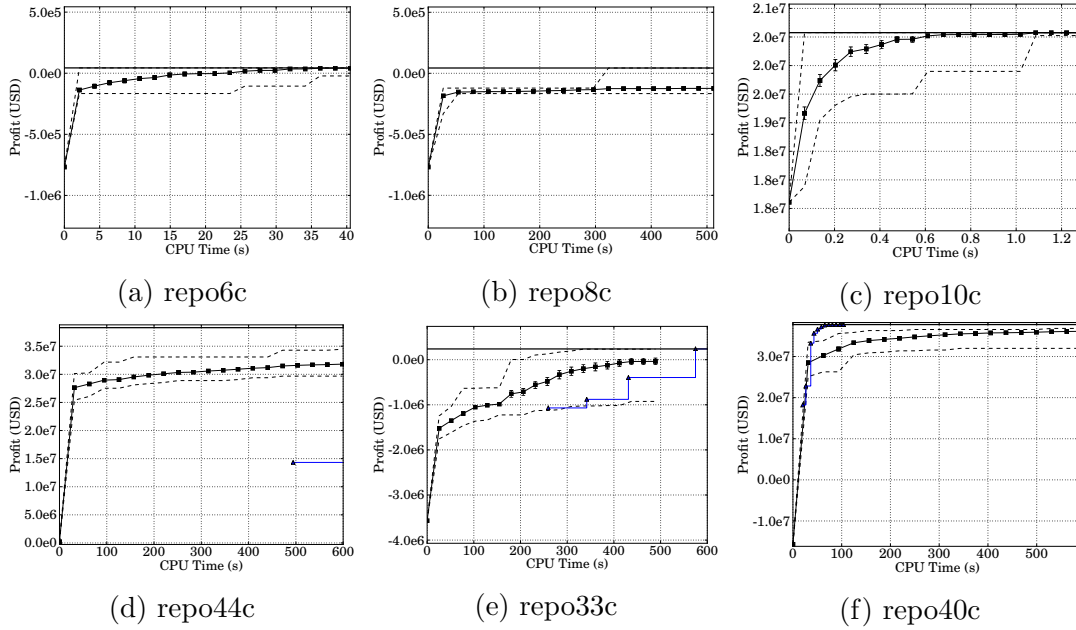 5.0e5
0.0e0
-5.0e5
-1.0e6
Profit (USD)
0 5 10 15 20 25 30 35 40
CPU Time (s)
(a) repo6c
5.0e5
0.0e0
-5.0e5
-1.0e6
Profit (USD)
0 100 200 300 400 500
CPU Time (s)
(b) repo8c
2.1e7
2.0e7
2.0e7
2.0e7
1.9e7
1.9e7
1.8e7
1.8e7
Profit (USD)
0 0.2 0.4 0.6 0.8 1.0 1.2
CPU Time (s)
(c) repo10c
3.5e7
3.0e7
2.5e7
2.0e7
1.5e7
1.0e7
5.0e6
0.0e0
Profit (USD)
0 100 200 300 400 500 600
CPU Time (s)
(d) repo44c
0.0e0
-1.0e6
-2.0e6
-3.0e6
-4.0e6
Profit (USD)
0 100 200 300 400 500 600
CPU Time (s)
(e) repo33c
3.0e7
2.0e7
1.0e7
0.0e0
-1.0e7
Profit (USD)
0 100 200 300 400 500
CPU Time (s)
(f) repo40c